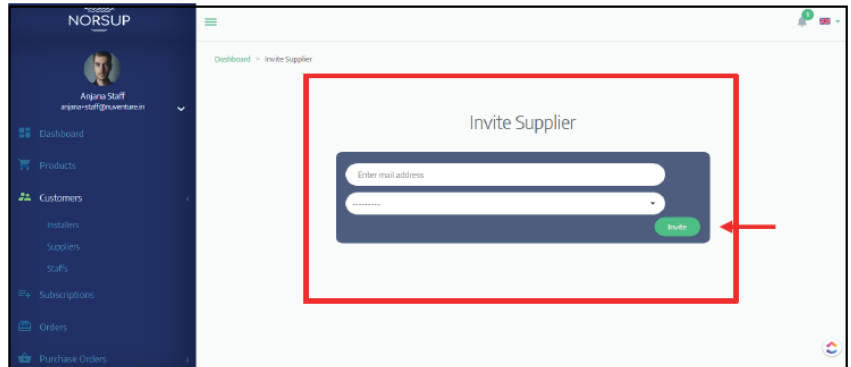 NORSUP
1
Dashboard > Invite Supplier
Anjana Staff
anjana+staff@nuventure.in
Dashboard
Products
Customers
Installers
Suppliers
Staffs
Subscriptions
Orders
Purchase Orders
Invite Supplier
Enter mail address
---------
Invite